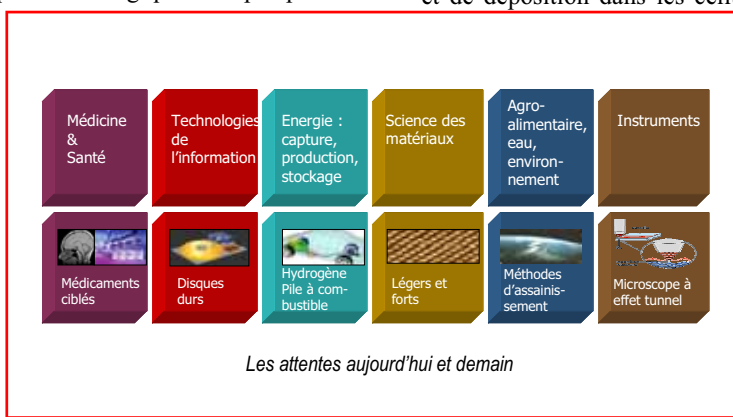 et de déposition dans les
Médicine
&
Santé
Technologies
de
l'information
Energie :
capture,
production,
stockage
Science des
matériaux
Agro-
alimentaire,
eau,
environ-
nement
Instruments
Médicaments
ciblés
Disques
durs
Hydrogène
Pile à com-
bustible
Légers et
forts
Méthodes
d'assainis-
sement
Microscope à
effet tunnel
Les attentes aujourd'hui et demain